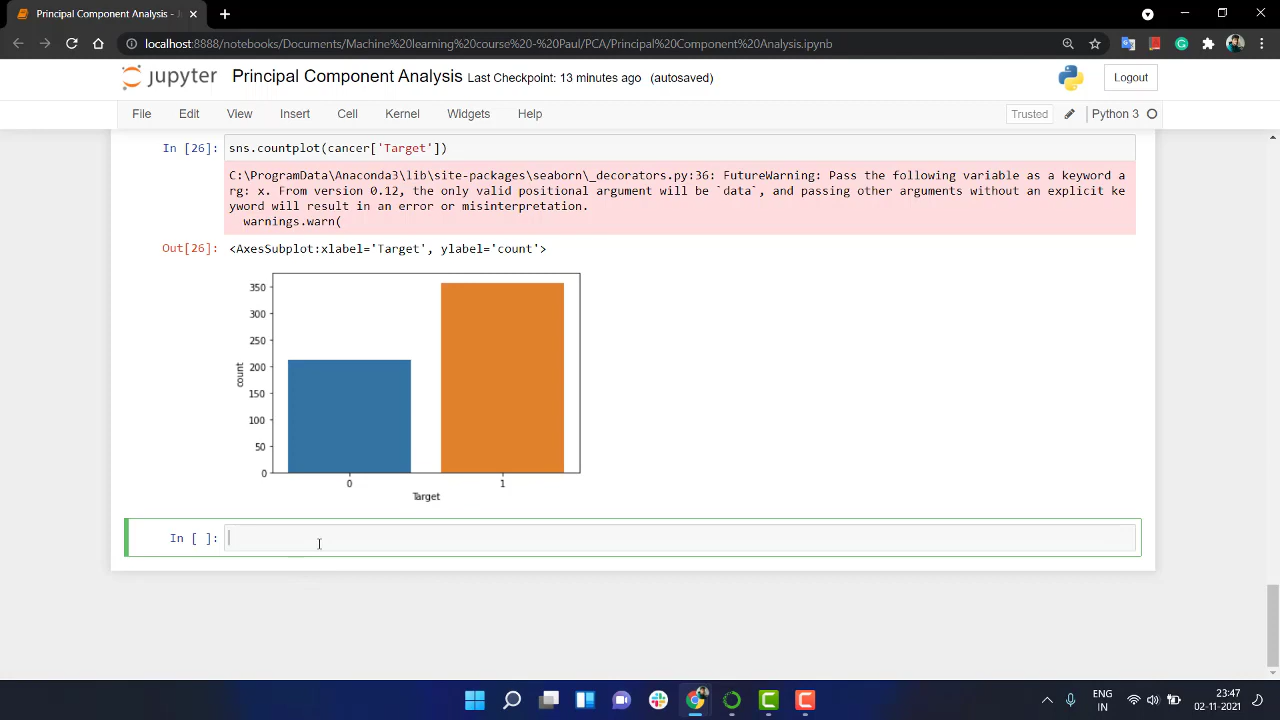 Principal Component Analysis - J
localhost:8888/notebooks/Documents/Machine%20learning%20course%20-%20Paul/PCA/Principal%20Component%20Analysis.ipynb
jupyter Principal Component Analysis Last Checkpoint: 13 minutes ago (autosaved) Logout
File Edit View Insert Cell Kernel Widgets Help Trusted Python 3
In [26]: sns.countplot(cancer['Target'])
C:\ProgramData\Anaconda3\lib\site-packages\seaborn\_decorators.py:36: FutureWarning: Pass the following variable as a keyword a
rg: x. From version 0.12, the only valid positional argument will be `data`, and passing other arguments without an explicit ke
yword will result in an error or misinterpretation.
warnings.warn(
Out[26]: <AxesSubplot:xlabel='Target', ylabel='count'>
350
300
250
200
150
100
50
0
count
0 1
Target
In [ ]:
ENG
IN
23:47
02-11-2021